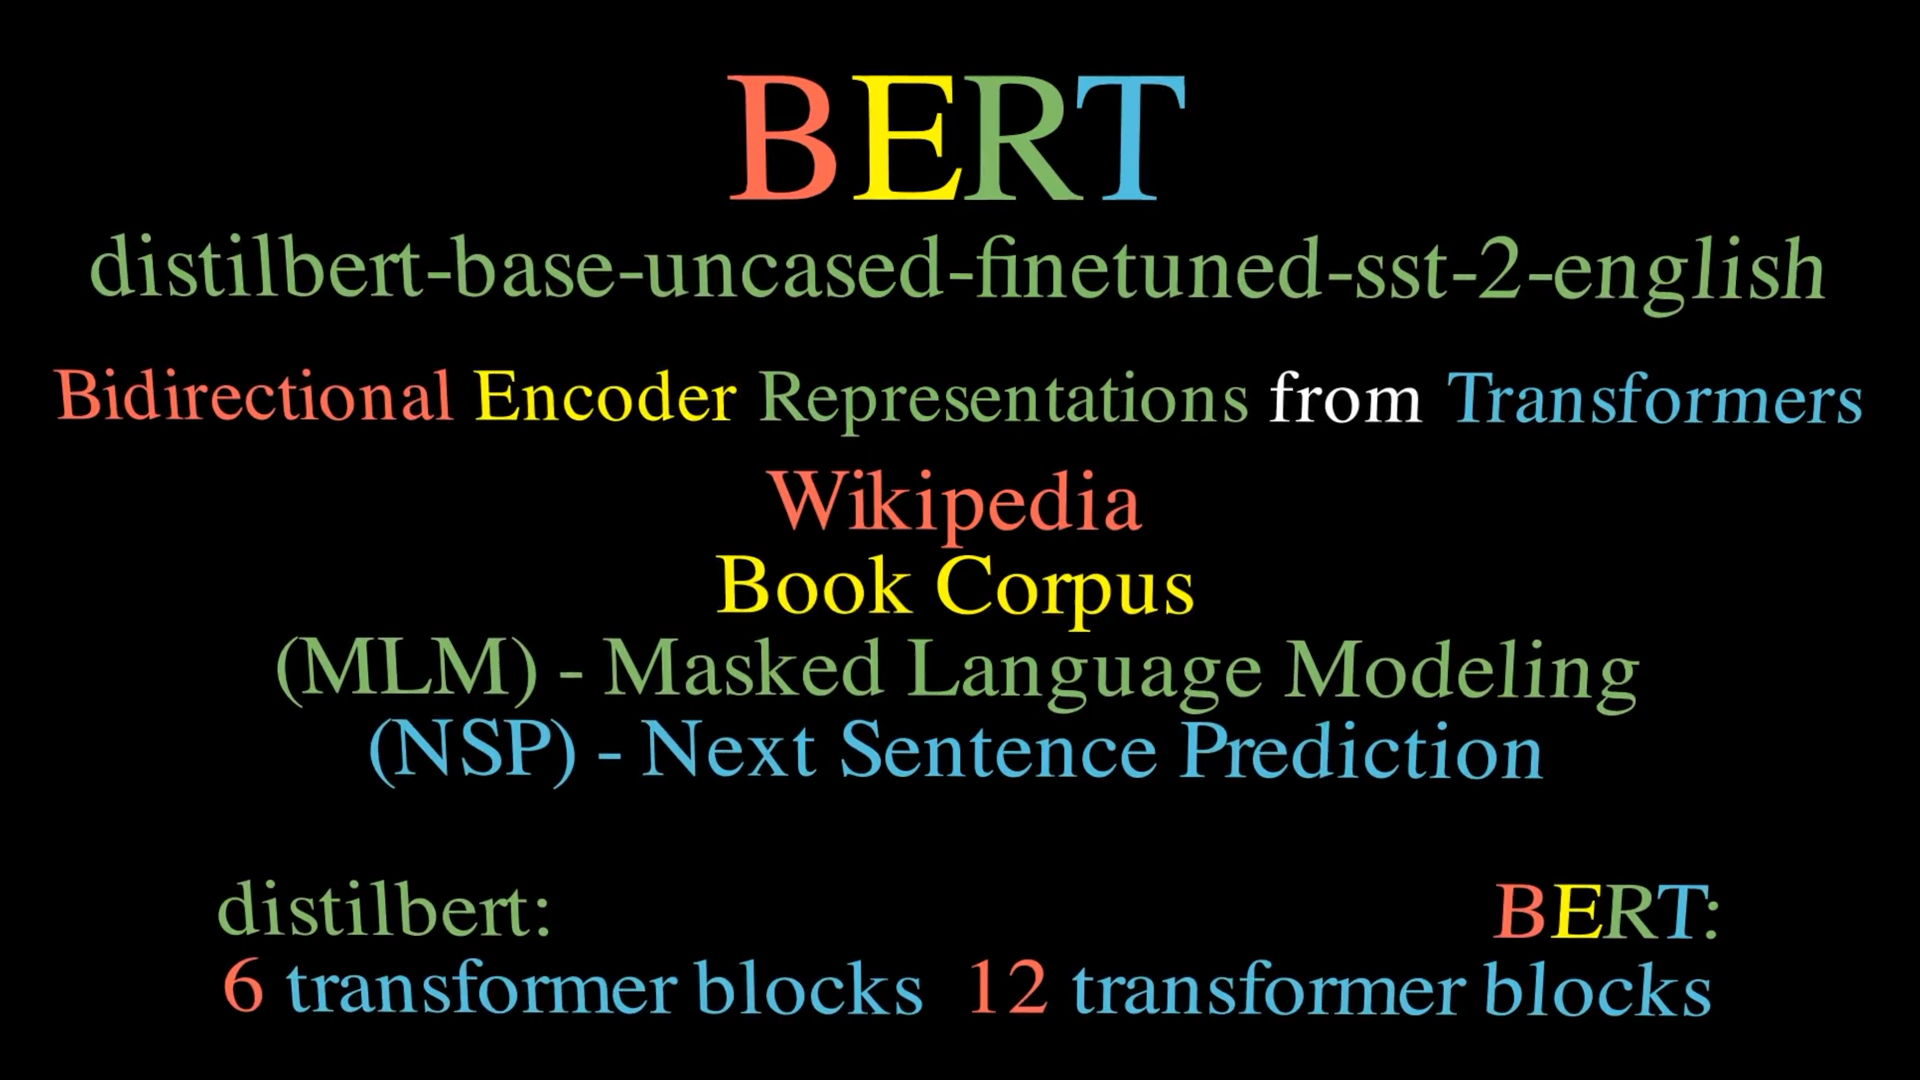 BERT
distilbert-base-uncased-finetuned-sst-2-english
Bidirectional Encoder Representations from Transformers
Wikipedia
Book Corpus
(MLM) - Masked Language Modeling
(NSP) - Next Sentence Prediction
distilbert:
6 transformer blocks
BERT:
12 transformer blocks